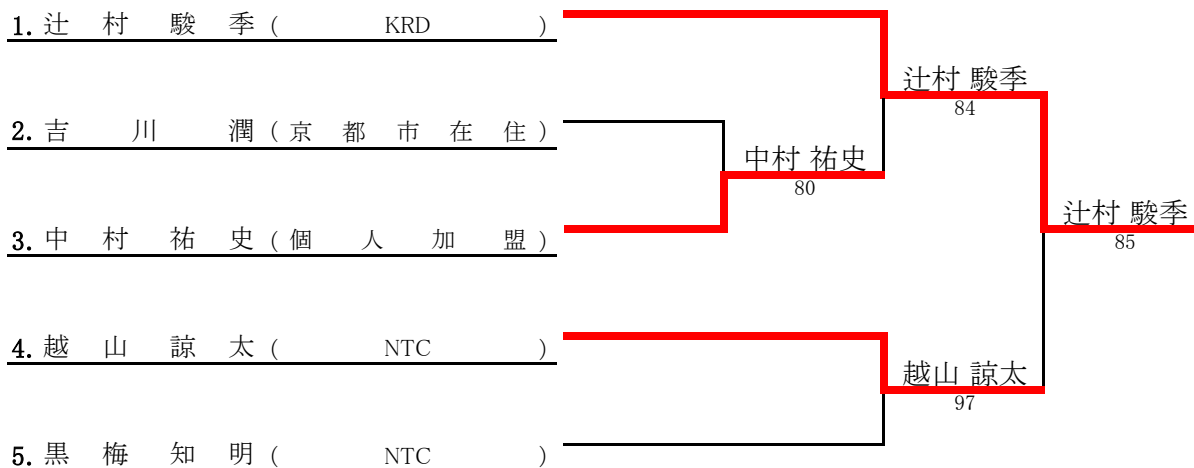 1. 辻村駿季 ( KRD )
辻村 駿季
84
2. 吉川潤 ( 京都市在住 )
中村 祐史
80
辻村 駿季
85
3. 中村祐史 ( 個人加盟 )
4. 越山諒太 ( NTC )
越山 諒太
97
5. 黒梅知明 ( NTC )